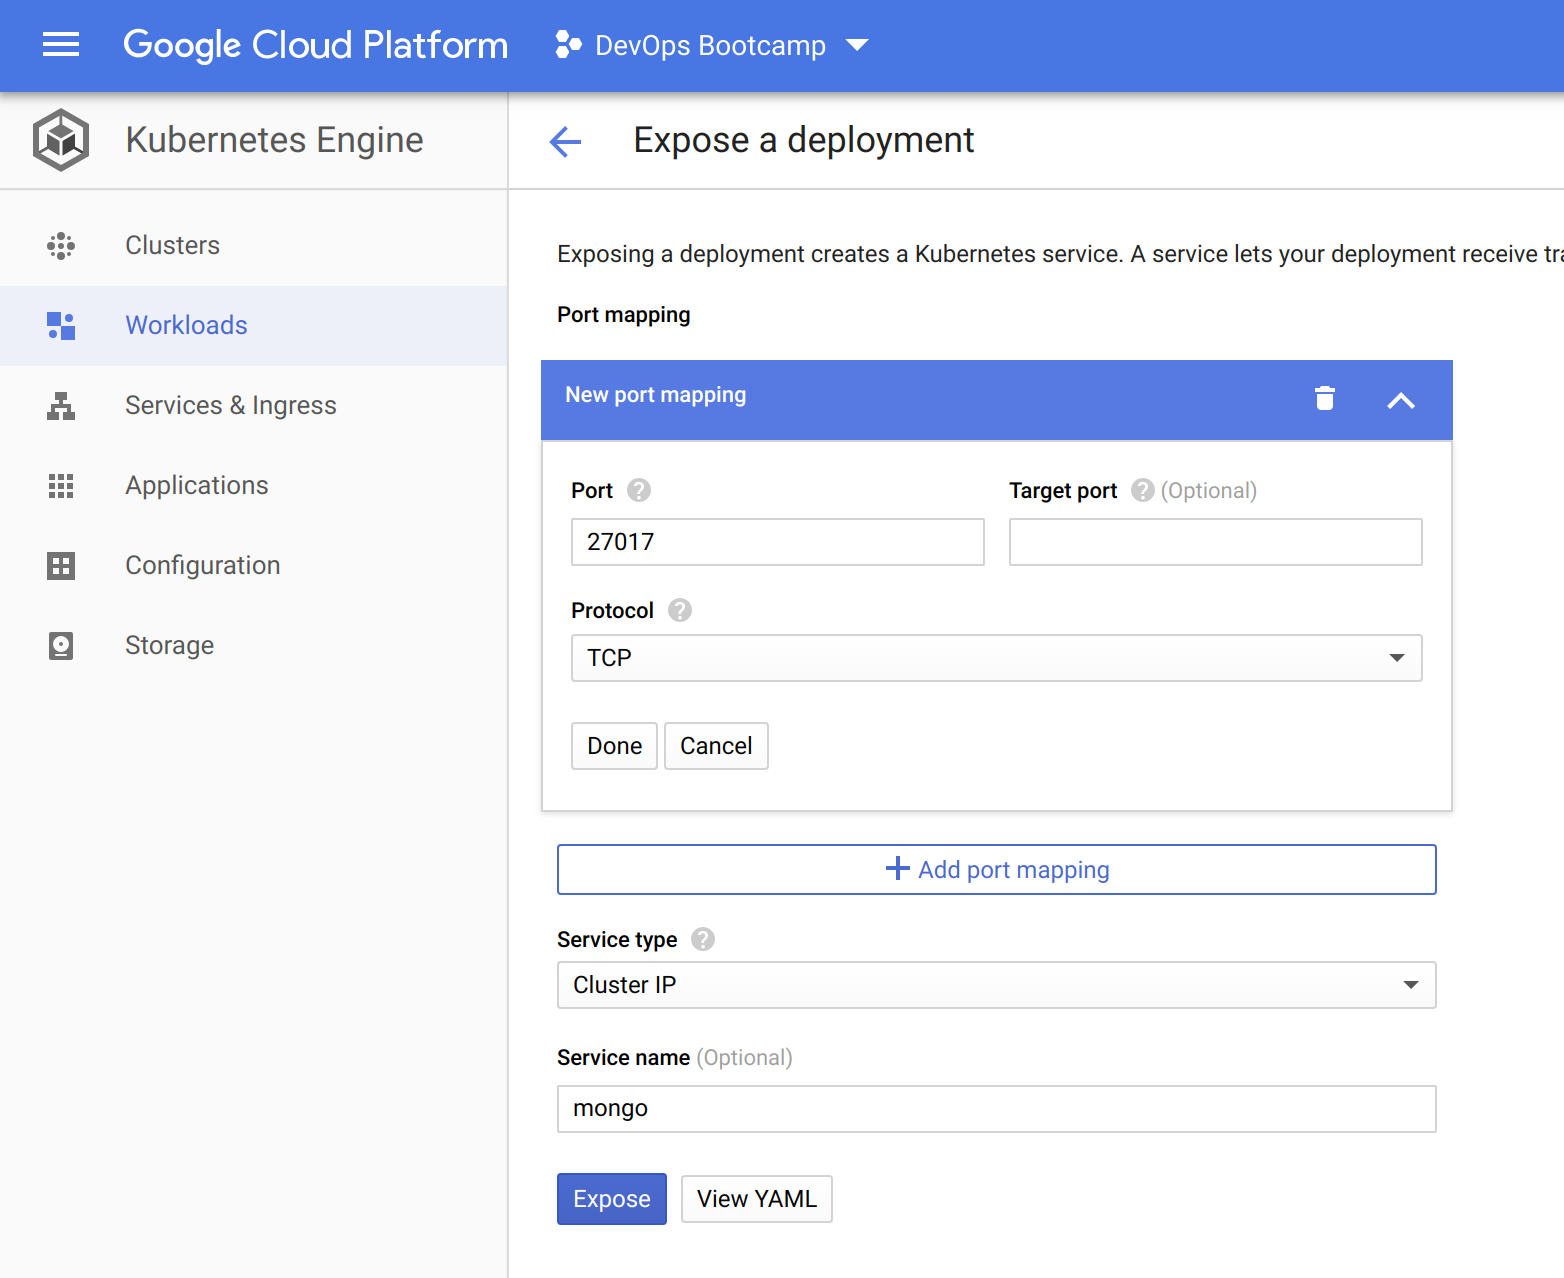 Google Cloud Platform
DevOps Bootcamp
Kubernetes Engine
Expose a deployment
Clusters
Workloads
Services & Ingress
Applications
Configuration
Storage
Exposing a deployment creates a Kubernetes service. A service lets your deployment receive
Port mapping
New port mapping
Port
Target port (Optional)
27017
Protocol
TCP
Done Cancel
Add port mapping
Service type
Cluster IP
Service name (Optional)
mongo
Expose View YAML